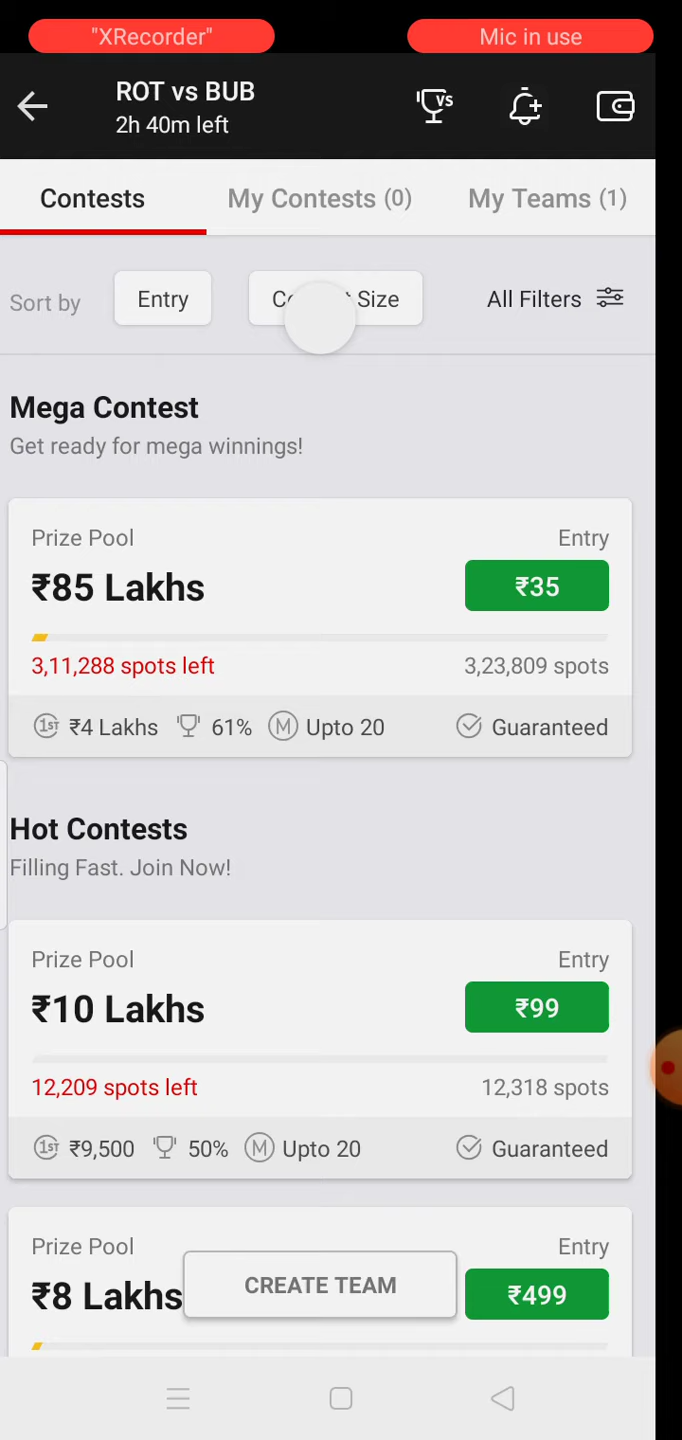 "XRecorder" Mic in use
ROT vs BUB
VS
2h 40m left
Contests My Contests (0) My Teams (1)
Sort by Entry Size All Filters
Mega Contest
Get ready for mega winnings!
Prize Pool Entry
₹85 Lakhs ₹35
3,11,288 spots left 3,23,809 spots
1ST ₹4 Lakhs 61% M Upto 20 Guaranteed
Hot Contests
Filling Fast. Join Now!
Prize Pool Entry
₹10 Lakhs ₹99
12,209 spots left 12,318 spots
1ST ₹9,500 50% M Upto 20 Guaranteed
Prize Pool Entry
₹8 Lakhs CREATE TEAM ₹499